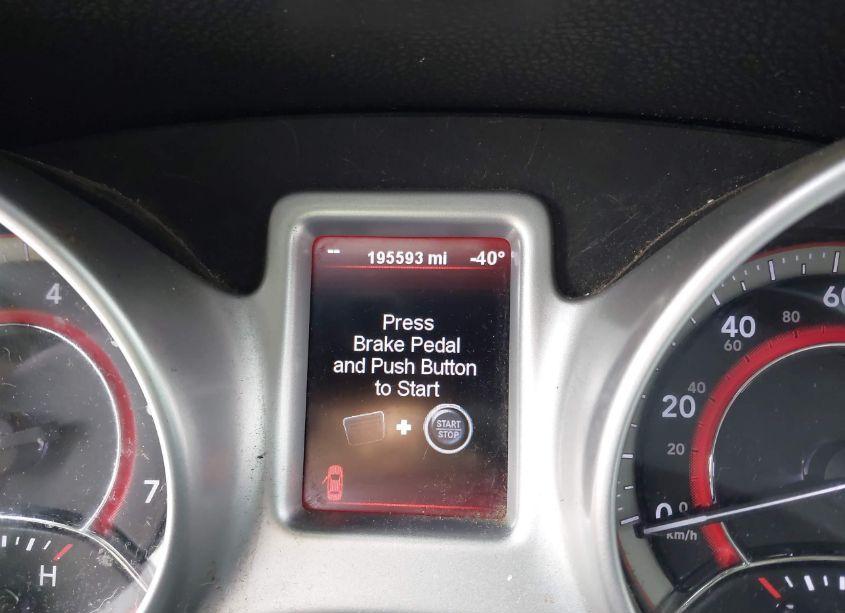 -- 195593 mi -40°
Press
Brake Pedal
and Push Button
to Start
+ START
STOP
4
7
H
60
80
40
60
40
20
20
0
0
km/h